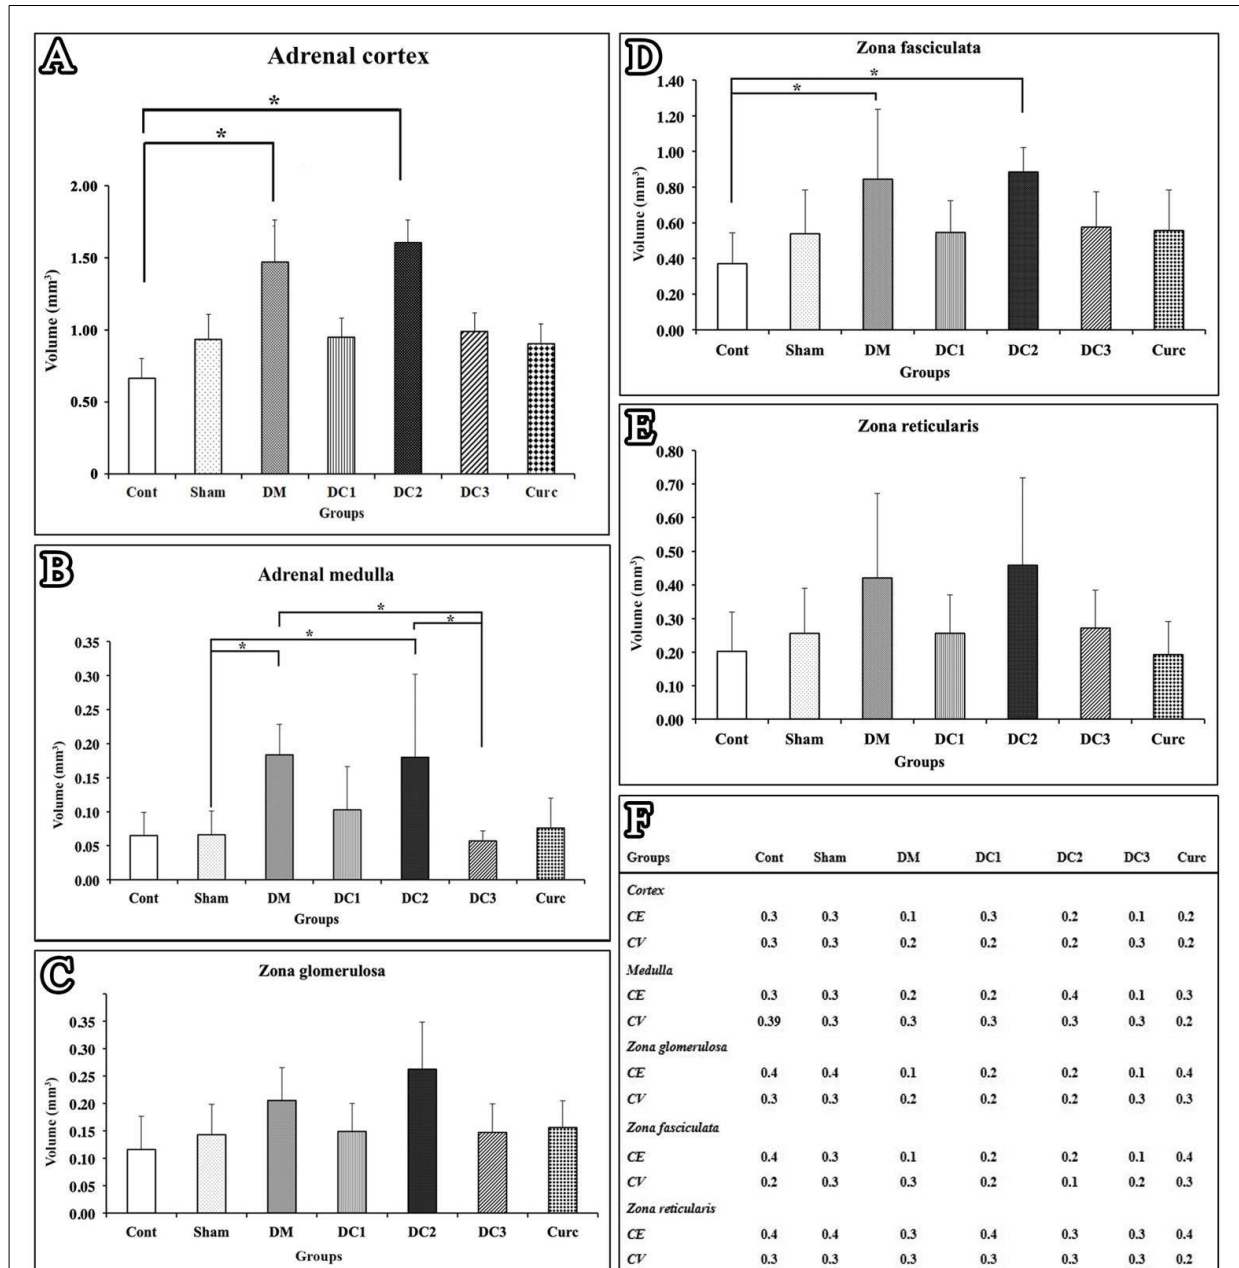 A
Adrenal cortex
*
*
2.00
1.50
1.00
0.50
0
Volume (mm³)
Cont Sham DM DC1 DC2 DC3 Curc
Groups
B
Adrenal medulla
*
*
*
*
0.35
0.30
0.25
0.20
0.15
0.10
0.05
0.00
Volume (mm³)
Cont Sham DM DC1 DC2 DC3 Curc
Groups
C
Zona glomerulosa
0.35
0.30
0.25
0.20
0.15
0.10
0.05
0.00
Volume (mm³)
Cont Sham DM DC1 DC2 DC3 Curc
Groups
D
Zona fasciculata
*
*
1.40
1.20
1.00
0.80
0.60
0.40
0.20
0.00
Volume (mm³)
Cont Sham DM DC1 DC2 DC3 Curc
Groups
E
Zona reticularis
0.80
0.70
0.60
0.50
0.40
0.30
0.20
0.10
0.00
Volume (mm³)
Cont Sham DM DC1 DC2 DC3 Curc
Groups
F
Groups Cont Sham DM DC1 DC2 DC3 Curc
Cortex
CE 0.3 0.3 0.1 0.3 0.2 0.1 0.2
CV 0.3 0.3 0.2 0.2 0.2 0.3 0.2
Medulla
CE 0.3 0.3 0.2 0.2 0.4 0.1 0.3
CV 0.39 0.3 0.3 0.3 0.3 0.3 0.2
Zona glomerulosa
CE 0.4 0.4 0.1 0.2 0.2 0.1 0.4
CV 0.3 0.3 0.2 0.2 0.2 0.3 0.3
Zona fasciculata
CE 0.4 0.3 0.1 0.2 0.2 0.1 0.4
CV 0.2 0.3 0.3 0.2 0.1 0.2 0.3
Zona reticularis
CE 0.4 0.4 0.3 0.4 0.3 0.3 0.4
CV 0.3 0.3 0.3 0.3 0.3 0.3 0.2